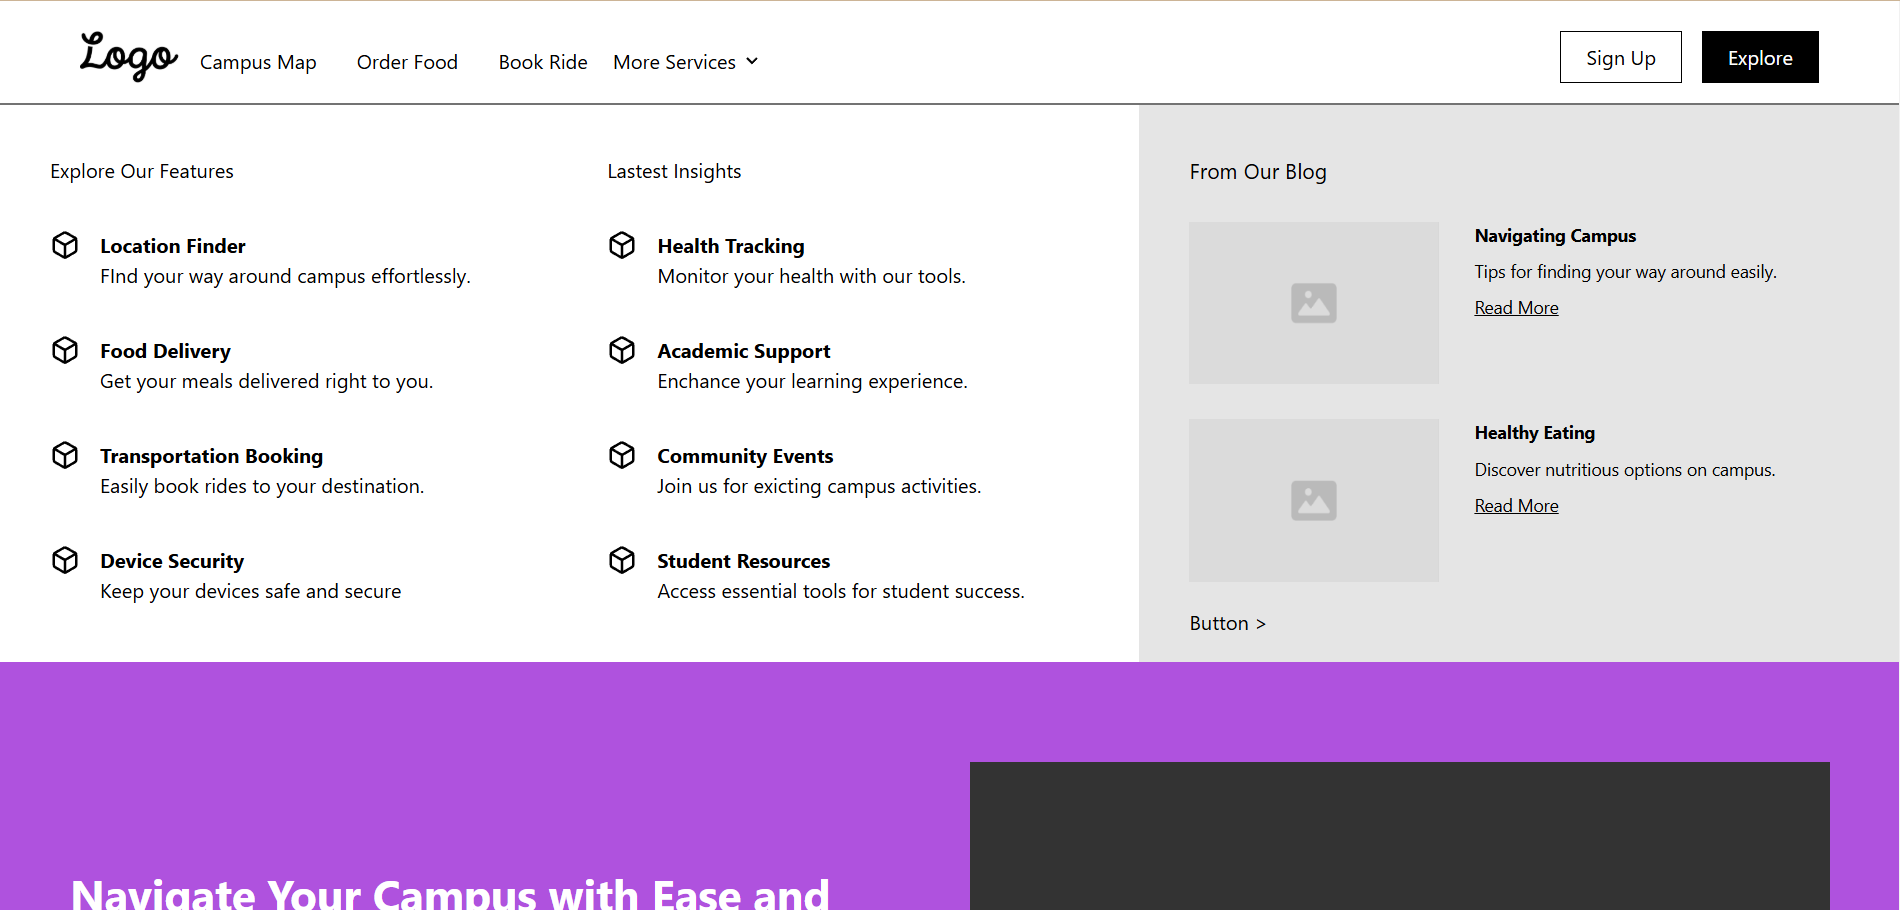 Logo
Campus Map
Order Food
Book Ride
More Services
Sign Up
Explore
Explore Our Features
Location Finder
FInd your way around campus effortlessly.
Food Delivery
Get your meals delivered right to you.
Transportation Booking
Easily book rides to your destination.
Device Security
Keep your devices safe and secure
Lastest Insights
Health Tracking
Monitor your health with our tools.
Academic Support
Enchance your learning experience.
Community Events
Join us for exicting campus activities.
Student Resources
Access essential tools for student success.
From Our Blog
Navigating Campus
Tips for finding your way around easily.
Read More
Healthy Eating
Discover nutritious options on campus.
Read More
Button >
Navigate Your Campus with Ease and